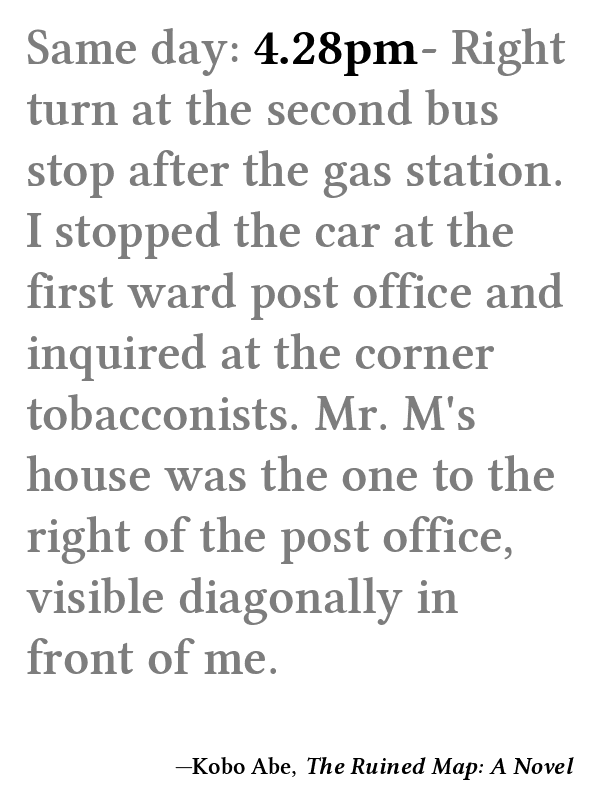 Same day: 4.28pm- Right
turn at the second bus
stop after the gas station.
I stopped the car at the
first ward post office and
inquired at the corner
tobacconists. Mr. M's
house was the one to the
right of the post office,
visible diagonally in
front of me.
—Kobo Abe, The Ruined Map: A Novel